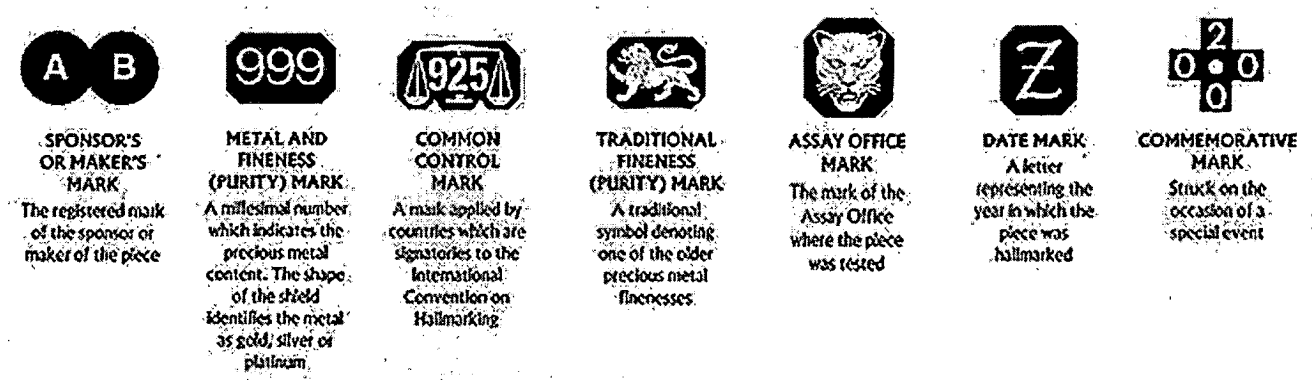 A B
SPONSOR'S
OR MAKER'S
MARK
The registered mark
of the sponsor or
maker of the piece
999
METAL AND
FINENESS
(PURITY) MARK
A millesimal number
which indicates the
precious metal
content. The shape
of the shield
identifies the metal
as gold, silver or
platinum
925
COMMON
CONTROL
MARK
A mark applied by
countries which are
signatories to the
International
Convention on
Hallmarking
TRADITIONAL
FINENESS
(PURITY) MARK
A traditional
symbol denoting
one of the older
precious metal
finenesses
ASSAY OFFICE
MARK
The mark of the
Assay Office
where the piece
was tested
Z
DATE MARK
A letter
representing the
year in which the
piece was
hallmarked
2
0 0
0
COMMEMORATIVE
MARK
Struck on the
occasion of a
special event